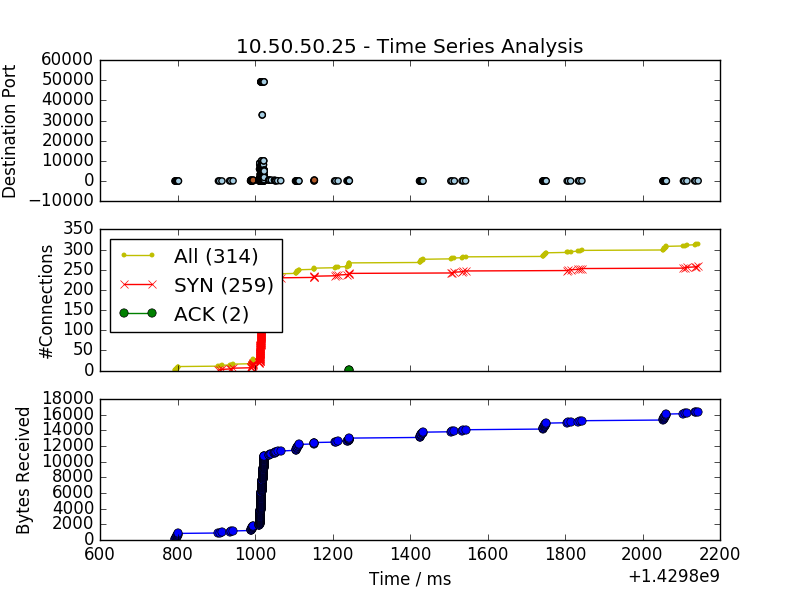 10.50.50.25 - Time Series Analysis
Destination Port
60000
50000
40000
30000
20000
10000
0
−10000
#Connections
350
300
250
200
150
100
50
0
All (314)
SYN (259)
ACK (2)
Bytes Received
18000
16000
14000
12000
10000
8000
6000
4000
2000
0
600 800 1000 1200 1400 1600 1800 2000 2200
Time / ms
+1.4298e9